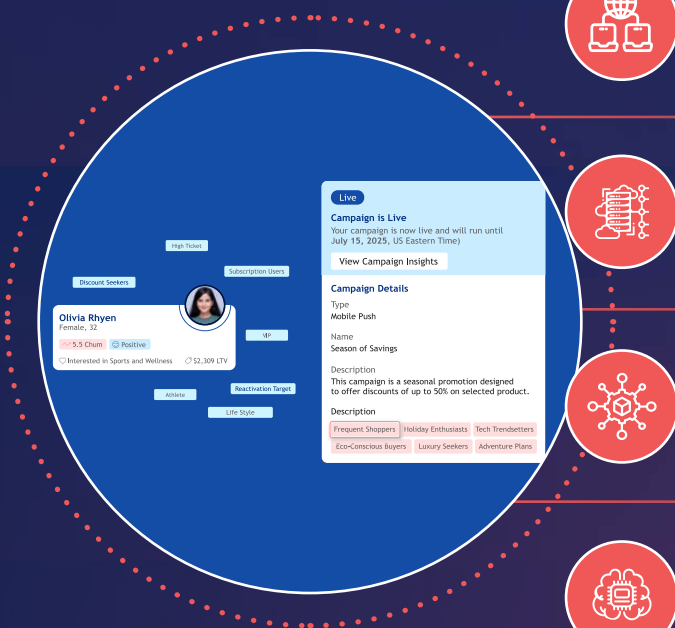 High Ticket
Subscription Users
Discount Seekers
Olivia Rhyen
Female, 32
5.5 Chum
Positive
Interested in Sports and Wellness
$2,309 LTV
VIP
Athlete
Reactivation Target
Life Style
Live
Campaign is Live
Your campaign is now live and will run until
July 15, 2025, US Eastern Time)
View Campaign Insights
Campaign Details
Type
Mobile Push
Name
Season of Savings
Description
This campaign is a seasonal promotion designed
to offer discounts of up to 50% on selected product.
Description
Frequent Shoppers Holiday Enthusiasts Tech Trendsetters
Eco-Conscious Buyers Luxury Seekers Adventure Plans